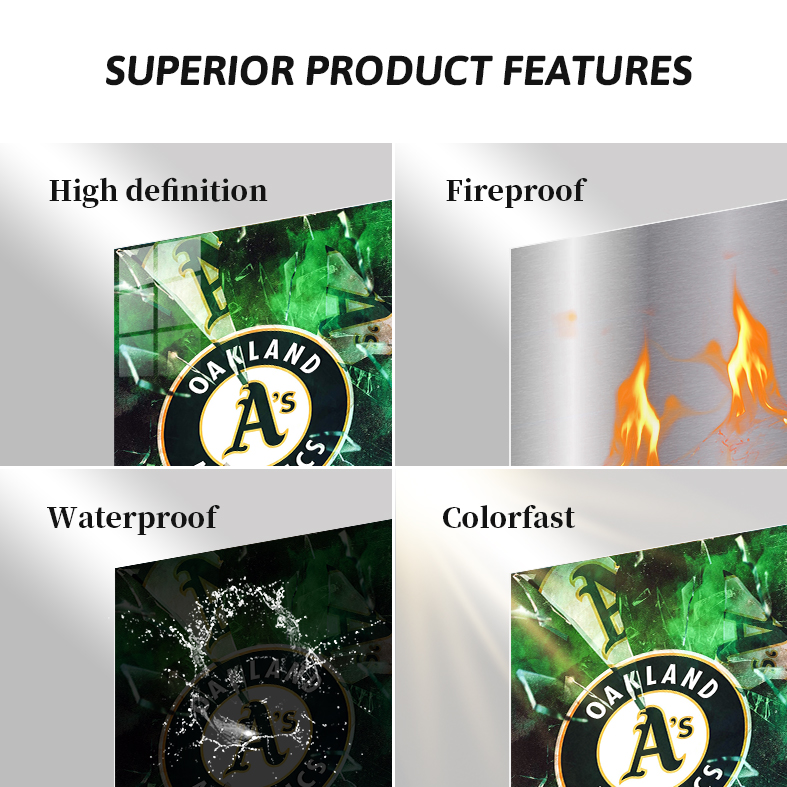 SUPERIOR PRODUCT FEATURES
High definition
Fireproof
A
A
OAKLAND
A's
Waterproof
Colorfast
A
OAKLAND
A's
OAKLAND
A's